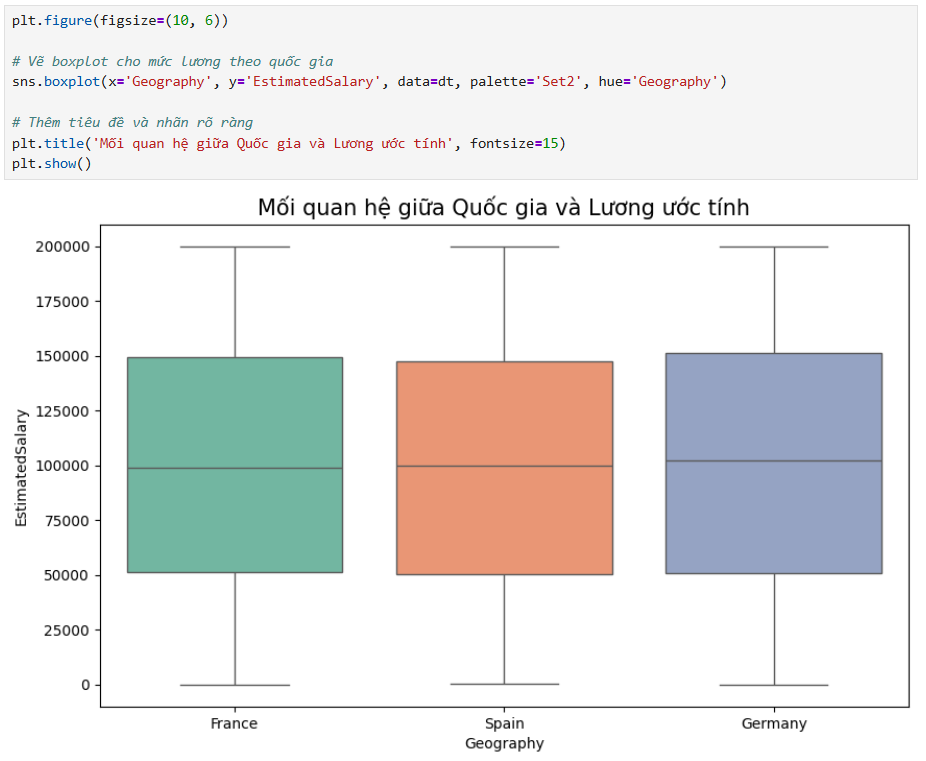 plt.figure(figsize=(10, 6))
# Vẽ boxplot cho mức lương theo quốc gia
sns.boxplot(x='Geography', y='EstimatedSalary', data=dt, palette='Set2', hue='Geography')
# Thêm tiêu đề và nhãn rõ ràng
plt.title('Mối quan hệ giữa Quốc gia và Lương ước tính', fontsize=15)
plt.show()
Mối quan hệ giữa Quốc gia và Lương ước tính
200000
175000
150000
125000
100000
75000
50000
25000
0
EstimatedSalary
France Spain Germany
Geography